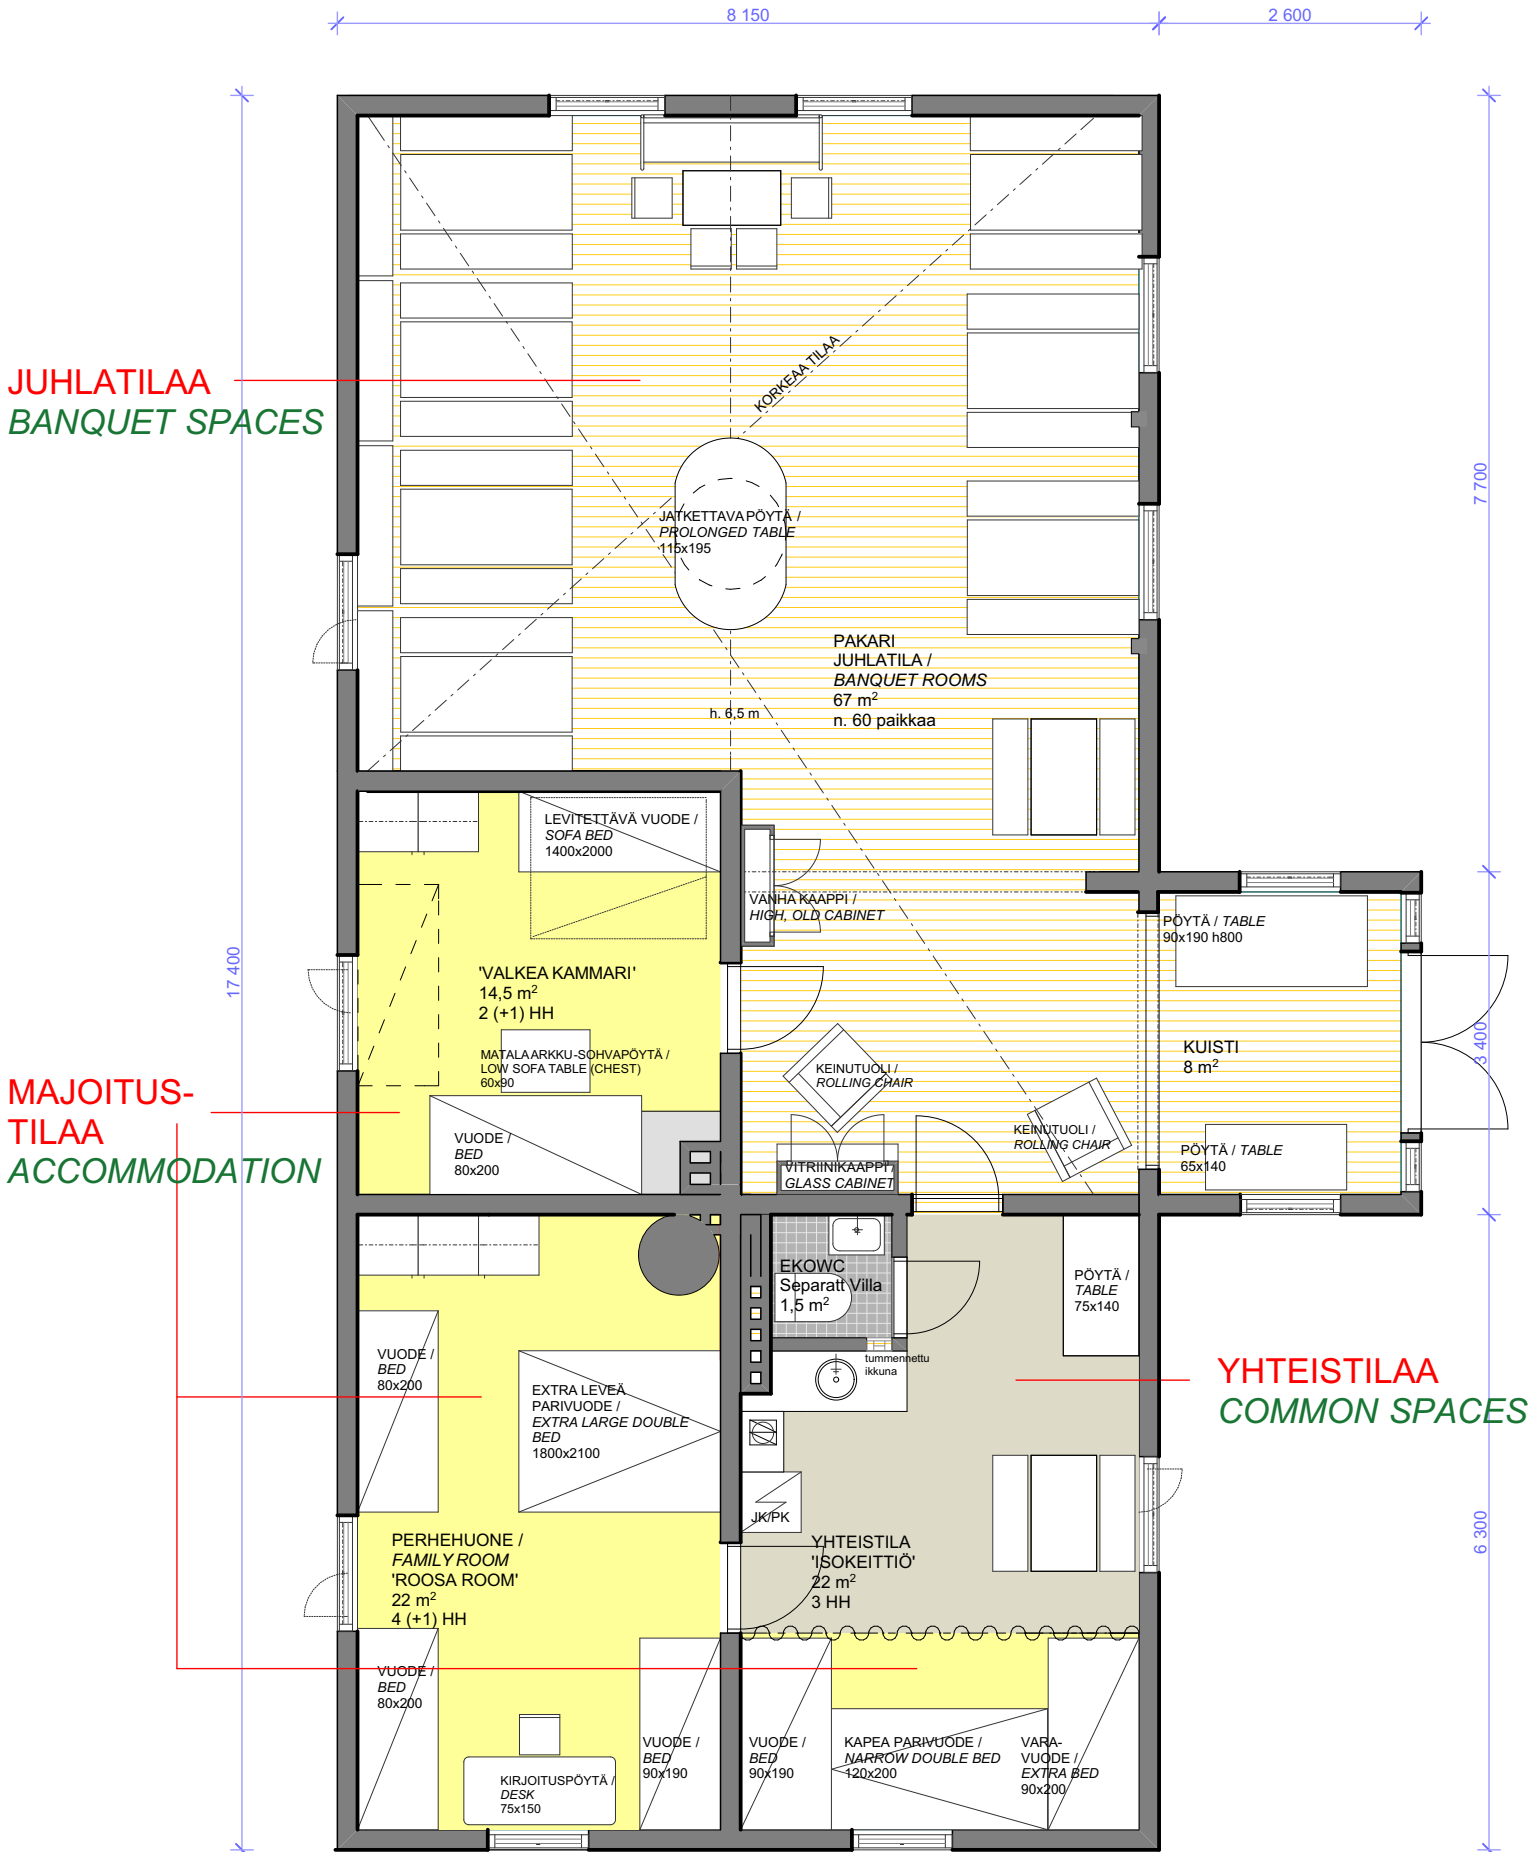 8 150
2 600
JUHLATILAA
BANQUET SPACES
KORKEAA TILAA
7 700
JATKETTAVA PÖYTÄ /
PROLONGED TABLE
115x195
PAKARI
JUHLATILA /
BANQUET ROOMS
67 m²
n. 60 paikkaa
h. 6,5 m
LEVITETTÄVÄ VUODE /
SOFA BED
1400x2000
VANHA KAAPPI /
HIGH, OLD CABINET
PÖYTÄ / TABLE
90x190 h800
17 400
'VALKEA KAMMARI'
14,5 m²
2 (+1) HH
MATALA ARKKU-SOHVAPÖYTÄ /
LOW SOFA TABLE (CHEST)
60x90
KEINUTUOLI /
ROLLING CHAIR
KUISTI
8 m²
3 400
MAJOITUS-
TILAA
ACCOMMODATION
VUODE /
BED
80x200
KEINUTUOLI /
ROLLING CHAIR
PÖYTÄ / TABLE
65x140
VITRIINIKAAPPI /
GLASS CABINET
EKOWC
Separatt Villa
1,5 m²
PÖYTÄ /
TABLE
75x140
tummennettu
ikkuna
VUODE /
BED
80x200
EXTRA LEVEÄ
PARIVUODE /
EXTRA LARGE DOUBLE
BED
1800x2100
YHTEISTILAA
COMMON SPACES
JK/PK
PERHEHUONE /
FAMILY ROOM
'ROOSA ROOM'
22 m²
4 (+1) HH
YHTEISTILA
'ISOKEITTIÖ'
22 m²
3 HH
6 300
VUODE /
BED
80x200
VUODE /
BED
90x190
VUODE /
BED
90x190
KAPEA PARIVUODE /
NARROW DOUBLE BED
120x200
VARA-
VUODE /
EXTRA BED
90x200
KIRJOITUSPÖYTÄ /
DESK
75x150